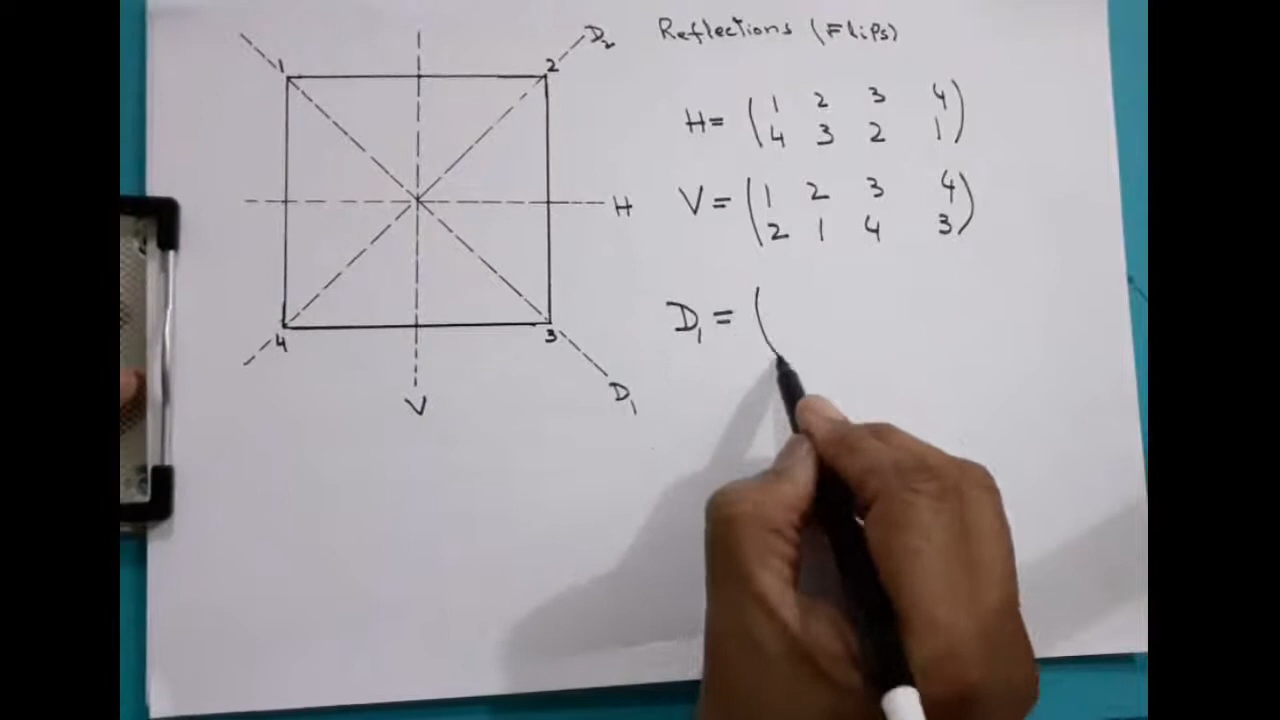 Reflections (Flips)
1 2 D₂
H
4 3
V D₁
H = (1 2 3 4)
(4 3 2 1)
V = (1 2 3 4)
(2 1 4 3)
D₁ = (